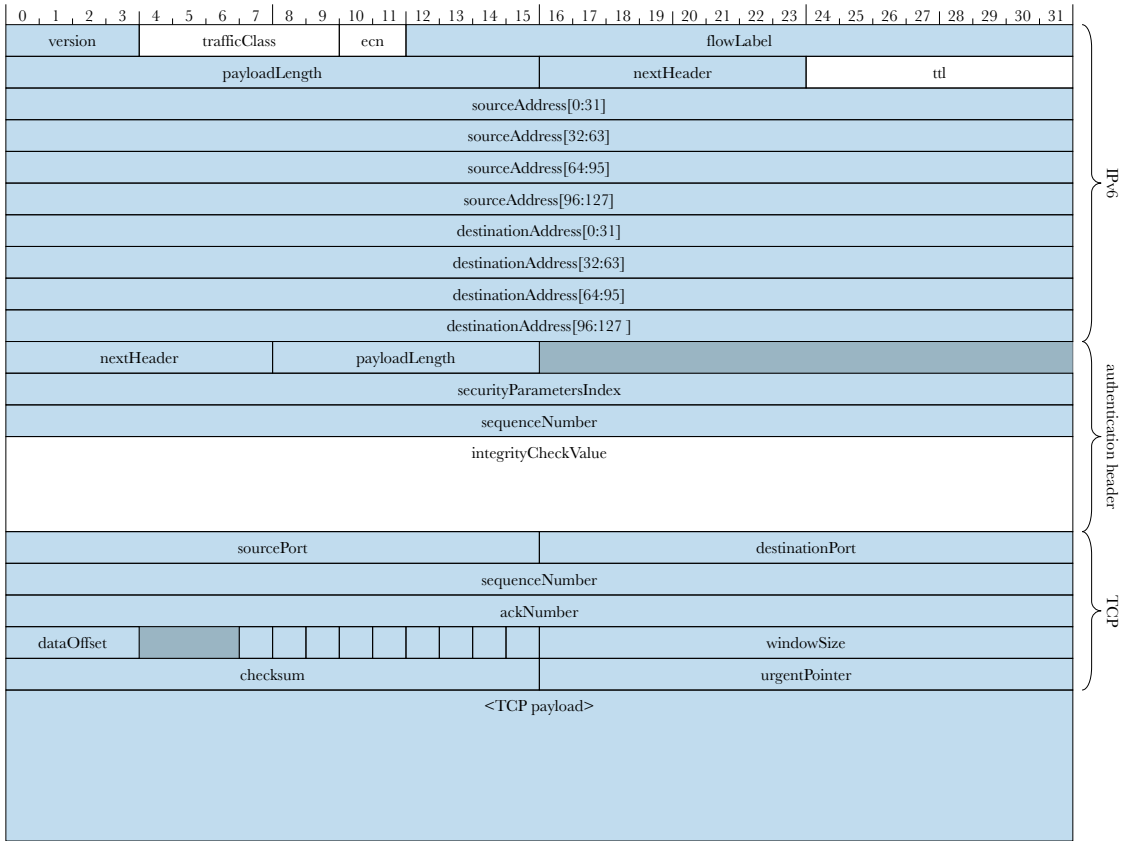 0 1 2 3 4 5 6 7 8 9 10 11 12 13 14 15 16 17 18 19 20 21 22 23 24 25 26 27 28 29 30 31
version trafficClass ecn flowLabel
payloadLength nextHeader ttl
sourceAddress[0:31]
sourceAddress[32:63]
sourceAddress[64:95]
sourceAddress[96:127]
destinationAddress[0:31]
destinationAddress[32:63]
destinationAddress[64:95]
destinationAddress[96:127 ]
IPv6
nextHeader payloadLength
securityParametersIndex
sequenceNumber
integrityCheckValue
authentication header
sourcePort destinationPort
sequenceNumber
ackNumber
dataOffset windowSize
checksum urgentPointer
TCP
<TCP payload>